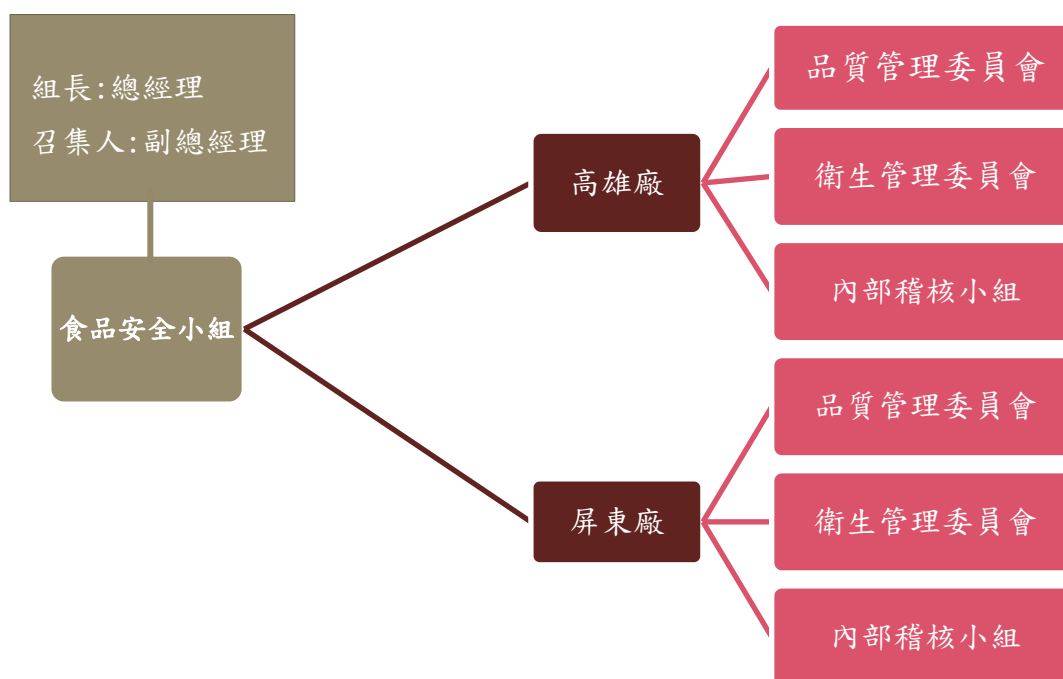 組長:總經理
召集人:副總經理
食品安全小組
高雄廠
品質管理委員會
衛生管理委員會
內部稽核小組
屏東廠
品質管理委員會
衛生管理委員會
內部稽核小組